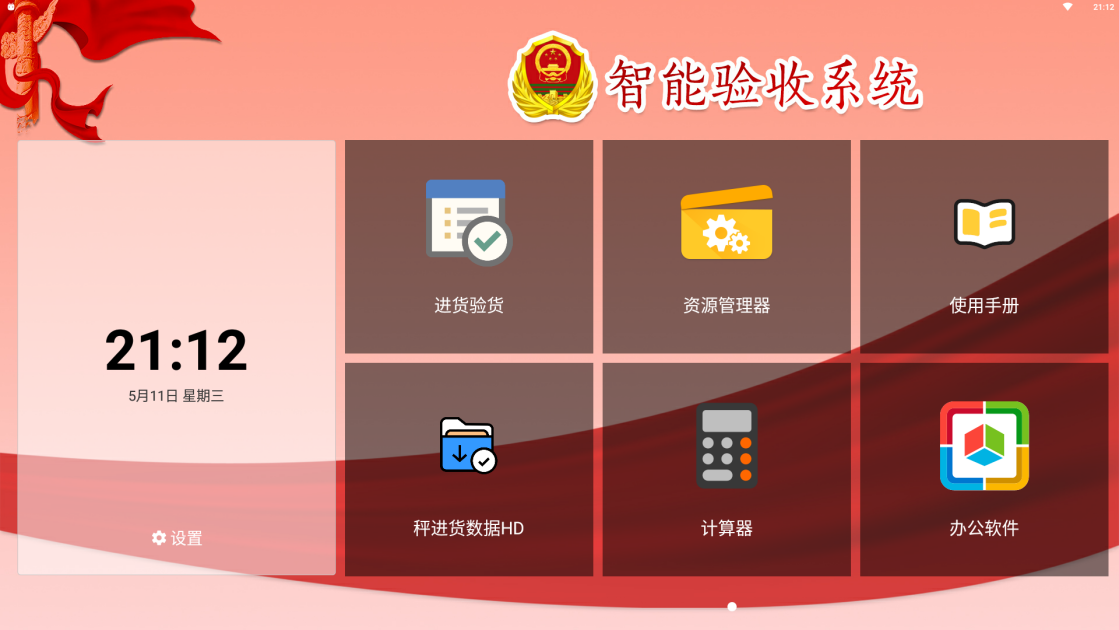 21:12
智能验收系统
21:12
5月11日 星期三
设置
进货验货
资源管理器
使用手册
秤进货数据HD
计算器
办公软件